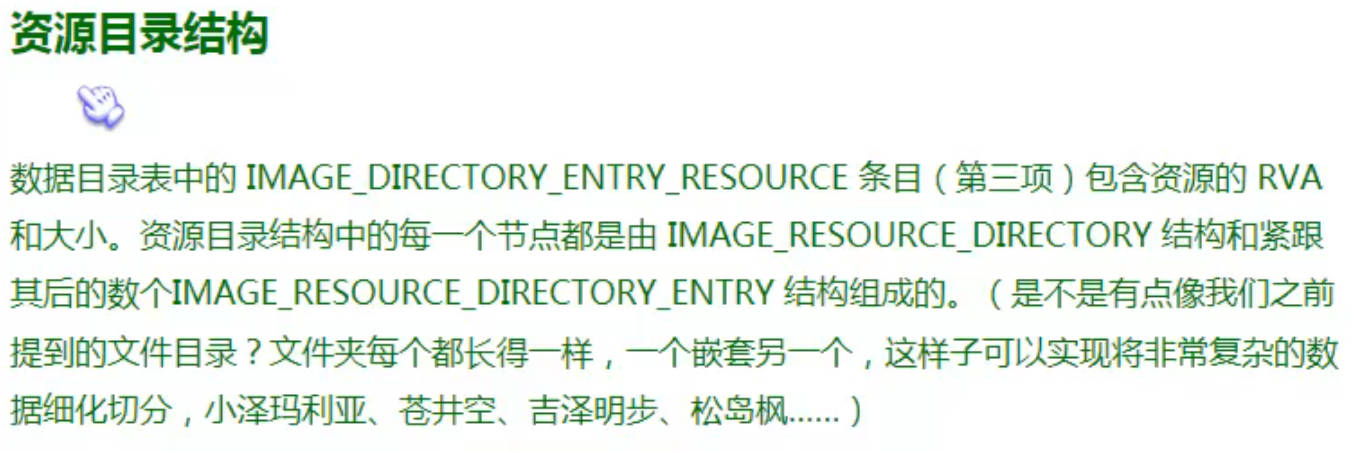 资源目录结构
数据目录表中的 IMAGE_DIRECTORY_ENTRY_RESOURCE 条目（第三项）包含资源的 RVA
和大小。资源目录结构中的每一个节点都是由 IMAGE_RESOURCE_DIRECTORY 结构和紧跟
其后的数个IMAGE_RESOURCE_DIRECTORY_ENTRY 结构组成的。（是不是有点像我们之前
提到的文件目录？文件夹每个都长得一样，一个嵌套另一个，这样子可以实现将非常复杂的数
据细化切分，小泽玛利亚、苍井空、吉泽明步、松岛枫......）